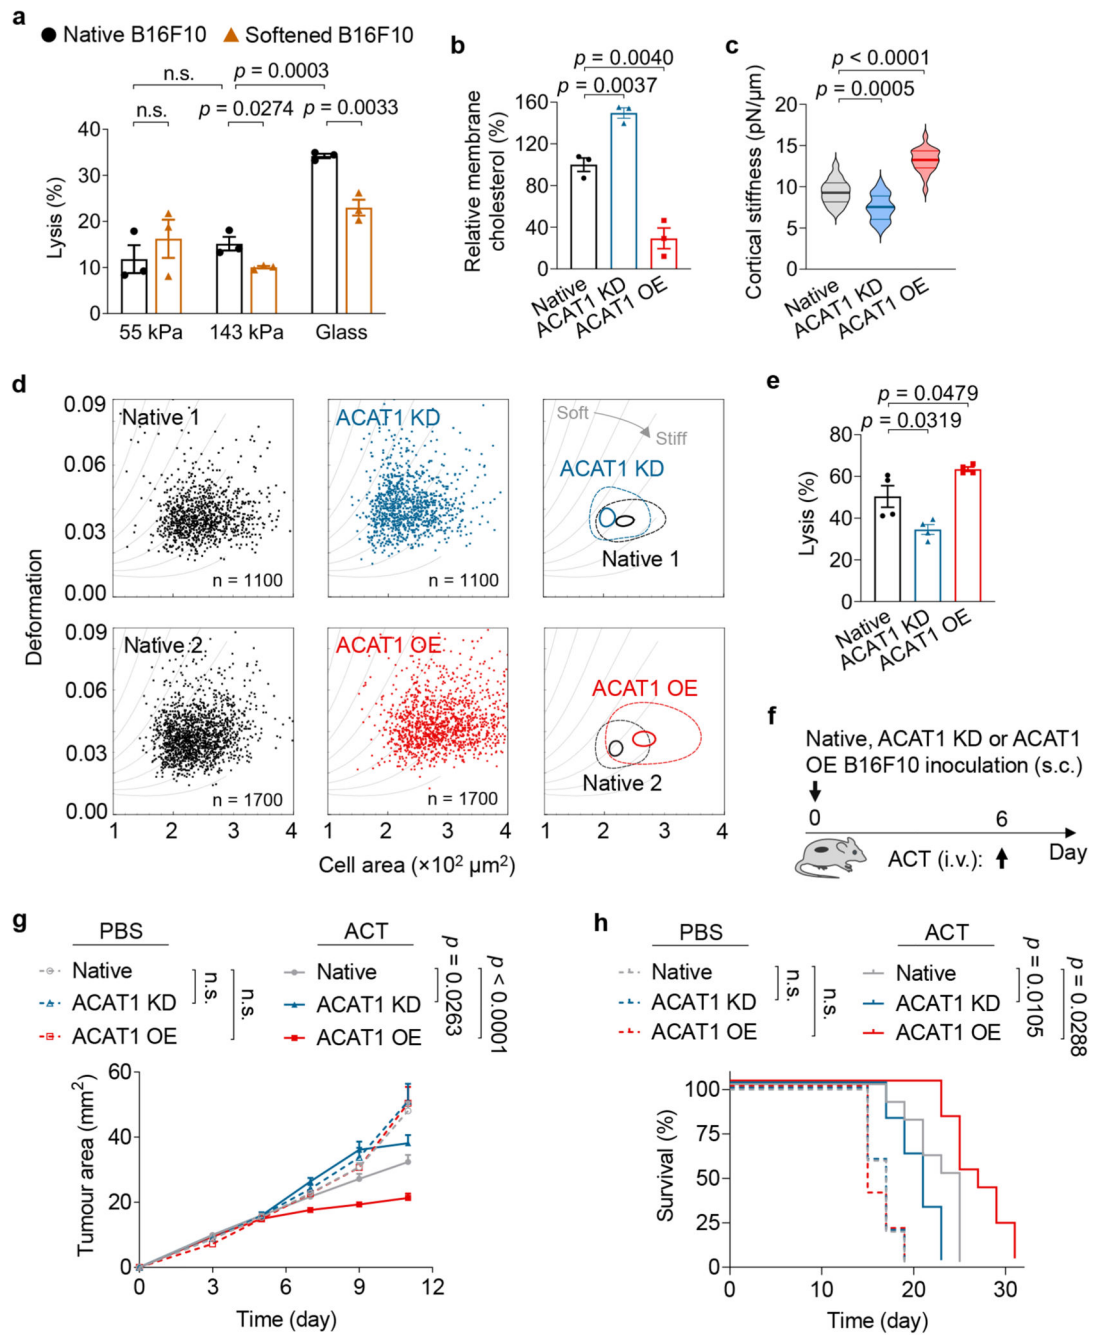 a
Native B16F10
Softened B16F10
n.s.
p = 0.0003
n.s.
p = 0.0274
p = 0.0033
Lysis (%)
40
30
20
10
0
55 kPa
143 kPa
Glass
b
p = 0.0040
p = 0.0037
Relative membrane
cholesterol (%)
160
120
80
40
0
Native
ACAT1 KD
ACAT1 OE
c
p < 0.0001
p = 0.0005
Cortical stiffness (pN/µm)
20
15
10
5
0
Native
ACAT1 KD
ACAT1 OE
d
Deformation
0.09
0.06
0.03
0.00
Native 1
n = 1100
ACAT1 KD
n = 1100
Soft
Stiff
ACAT1 KD
Native 1
0.09
0.06
0.03
0.00
Native 2
n = 1700
ACAT1 OE
n = 1700
ACAT1 OE
Native 2
1 2 3 4
1 2 3 4
1 2 3 4
Cell area (×10² µm²)
e
p = 0.0479
p = 0.0319
Lysis (%)
80
60
40
20
0
Native
ACAT1 KD
ACAT1 OE
f
Native, ACAT1 KD or ACAT1
OE B16F10 inoculation (s.c.)
0 6
Day
ACT (i.v.):
g
PBS
Native
ACAT1 KD
ACAT1 OE
n.s
n.s.
ACT
Native
ACAT1 KD
ACAT1 OE
p = 0.0263
p < 0.0001
Tumour area (mm²)
60
40
20
0
0 3 6 9 12
Time (day)
h
PBS
Native
ACAT1 KD
ACAT1 OE
n.s.
n.s.
ACT
Native
ACAT1 KD
ACAT1 OE
p = 0.0105
p = 0.0288
Survival (%)
100
75
50
25
0
0 10 20 30
Time (day)